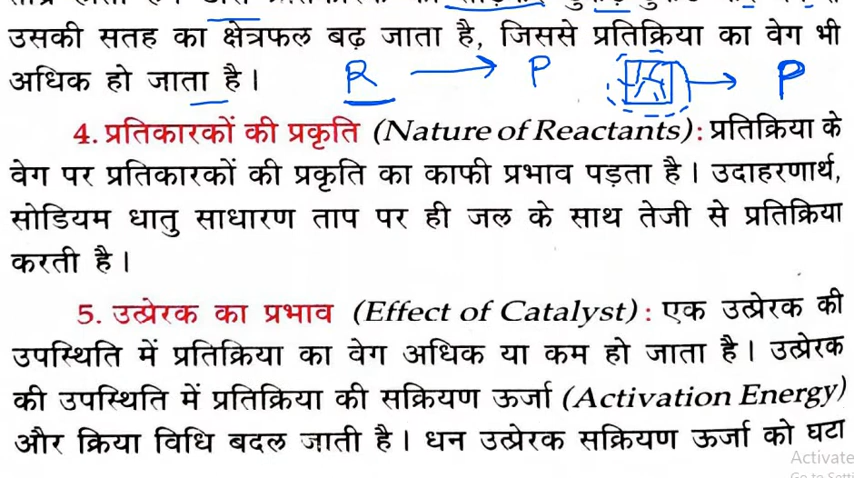 उसकी सतह का क्षेत्रफल बढ़ जाता है, जिससे प्रतिक्रिया का वेग भी
अधिक हो जाता है।
R → P
→ P
4. प्रतिकारकों की प्रकृति (Nature of Reactants): प्रतिक्रिया के
वेग पर प्रतिकारकों की प्रकृति का काफी प्रभाव पड़ता है। उदाहरणार्थ,
सोडियम धातु साधारण ताप पर ही जल के साथ तेजी से प्रतिक्रिया
करती है।
5. उत्प्रेरक का प्रभाव (Effect of Catalyst): एक उत्प्रेरक की
उपस्थिति में प्रतिक्रिया का वेग अधिक या कम हो जाता है। उत्प्रेरक
की उपस्थिति में प्रतिक्रिया की सक्रियण ऊर्जा (Activation Energy)
और क्रिया विधि बदल जाती है। धन उत्प्रेरक सक्रियण ऊर्जा को घटा
Activate